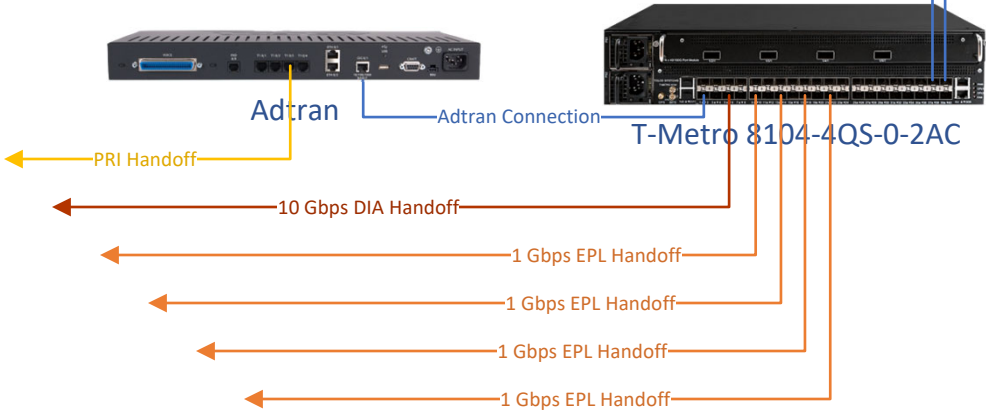 Adtran
Adtran Connection
T-Metro 8104-4QS-0-2AC
PRI Handoff
10 Gbps DIA Handoff
1 Gbps EPL Handoff
1 Gbps EPL Handoff
1 Gbps EPL Handoff
1 Gbps EPL Handoff